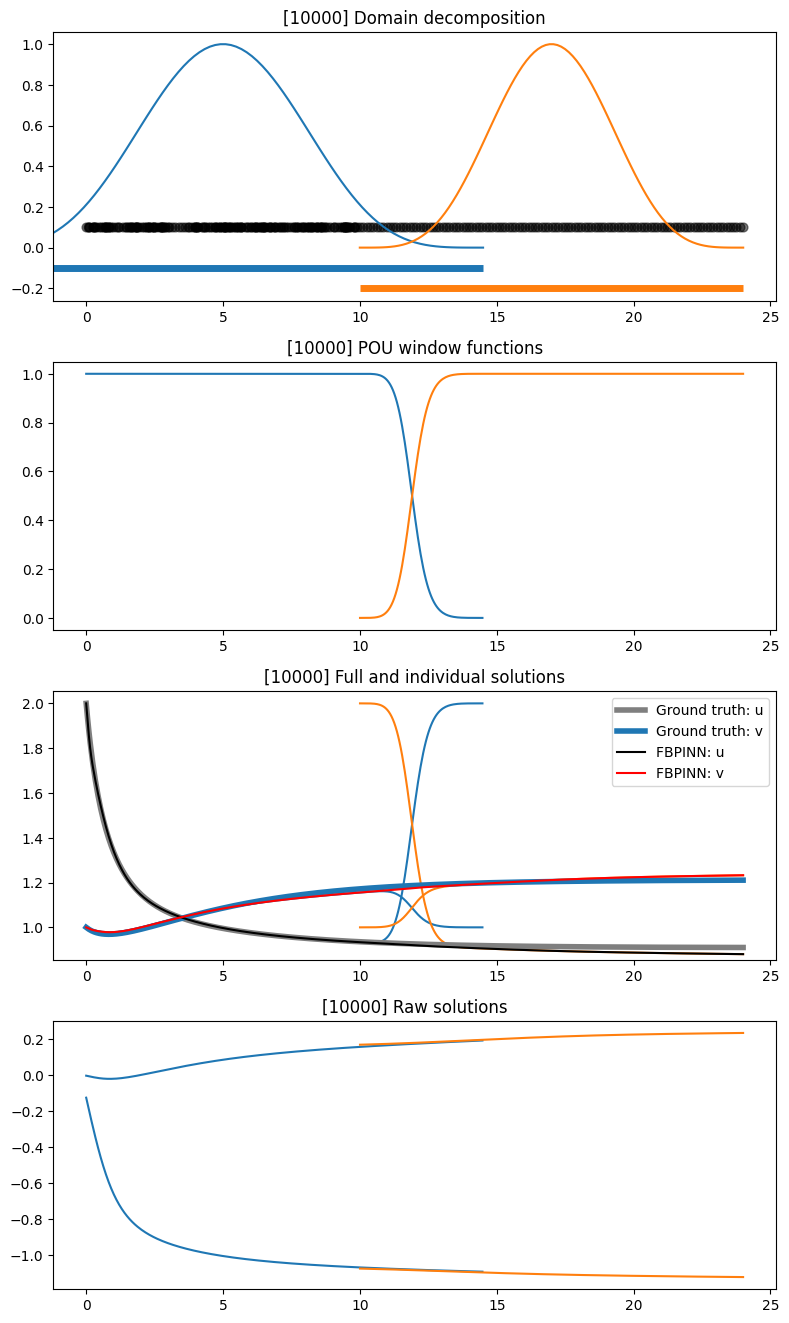 [10000] Domain decomposition
1.0
0.8
0.6
0.4
0.2
0.0
−0.2
0 5 10 15 20 25
[10000] POU window functions
1.0
0.8
0.6
0.4
0.2
0.0
0 5 10 15 20 25
[10000] Full and individual solutions
2.0
1.8
1.6
1.4
1.2
1.0
Ground truth: u
Ground truth: v
FBPINN: u
FBPINN: v
0 5 10 15 20 25
[10000] Raw solutions
0.2
0.0
−0.2
−0.4
−0.6
−0.8
−1.0
0 5 10 15 20 25